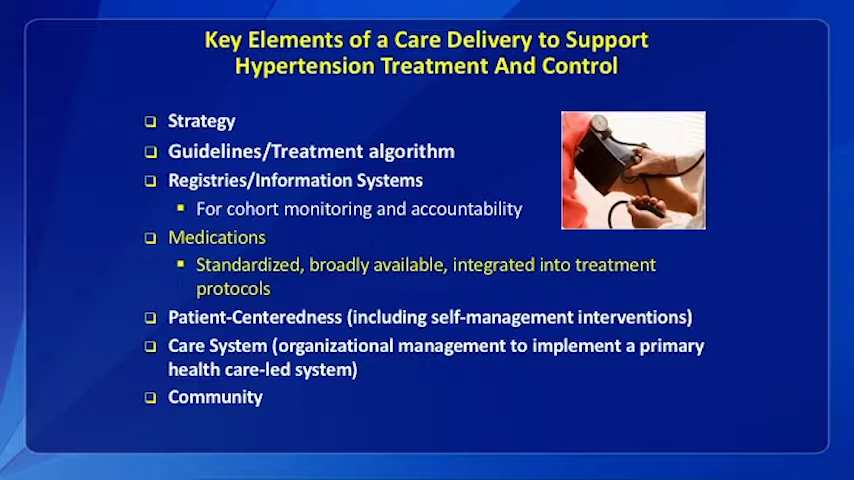 Key Elements of a Care Delivery to Support
Hypertension Treatment And Control
Strategy
Guidelines/Treatment algorithm
Registries/Information Systems
For cohort monitoring and accountability
Medications
Standardized, broadly available, integrated into treatment
protocols
Patient-Centeredness (including self-management interventions)
Care System (organizational management to implement a primary
health care-led system)
Community